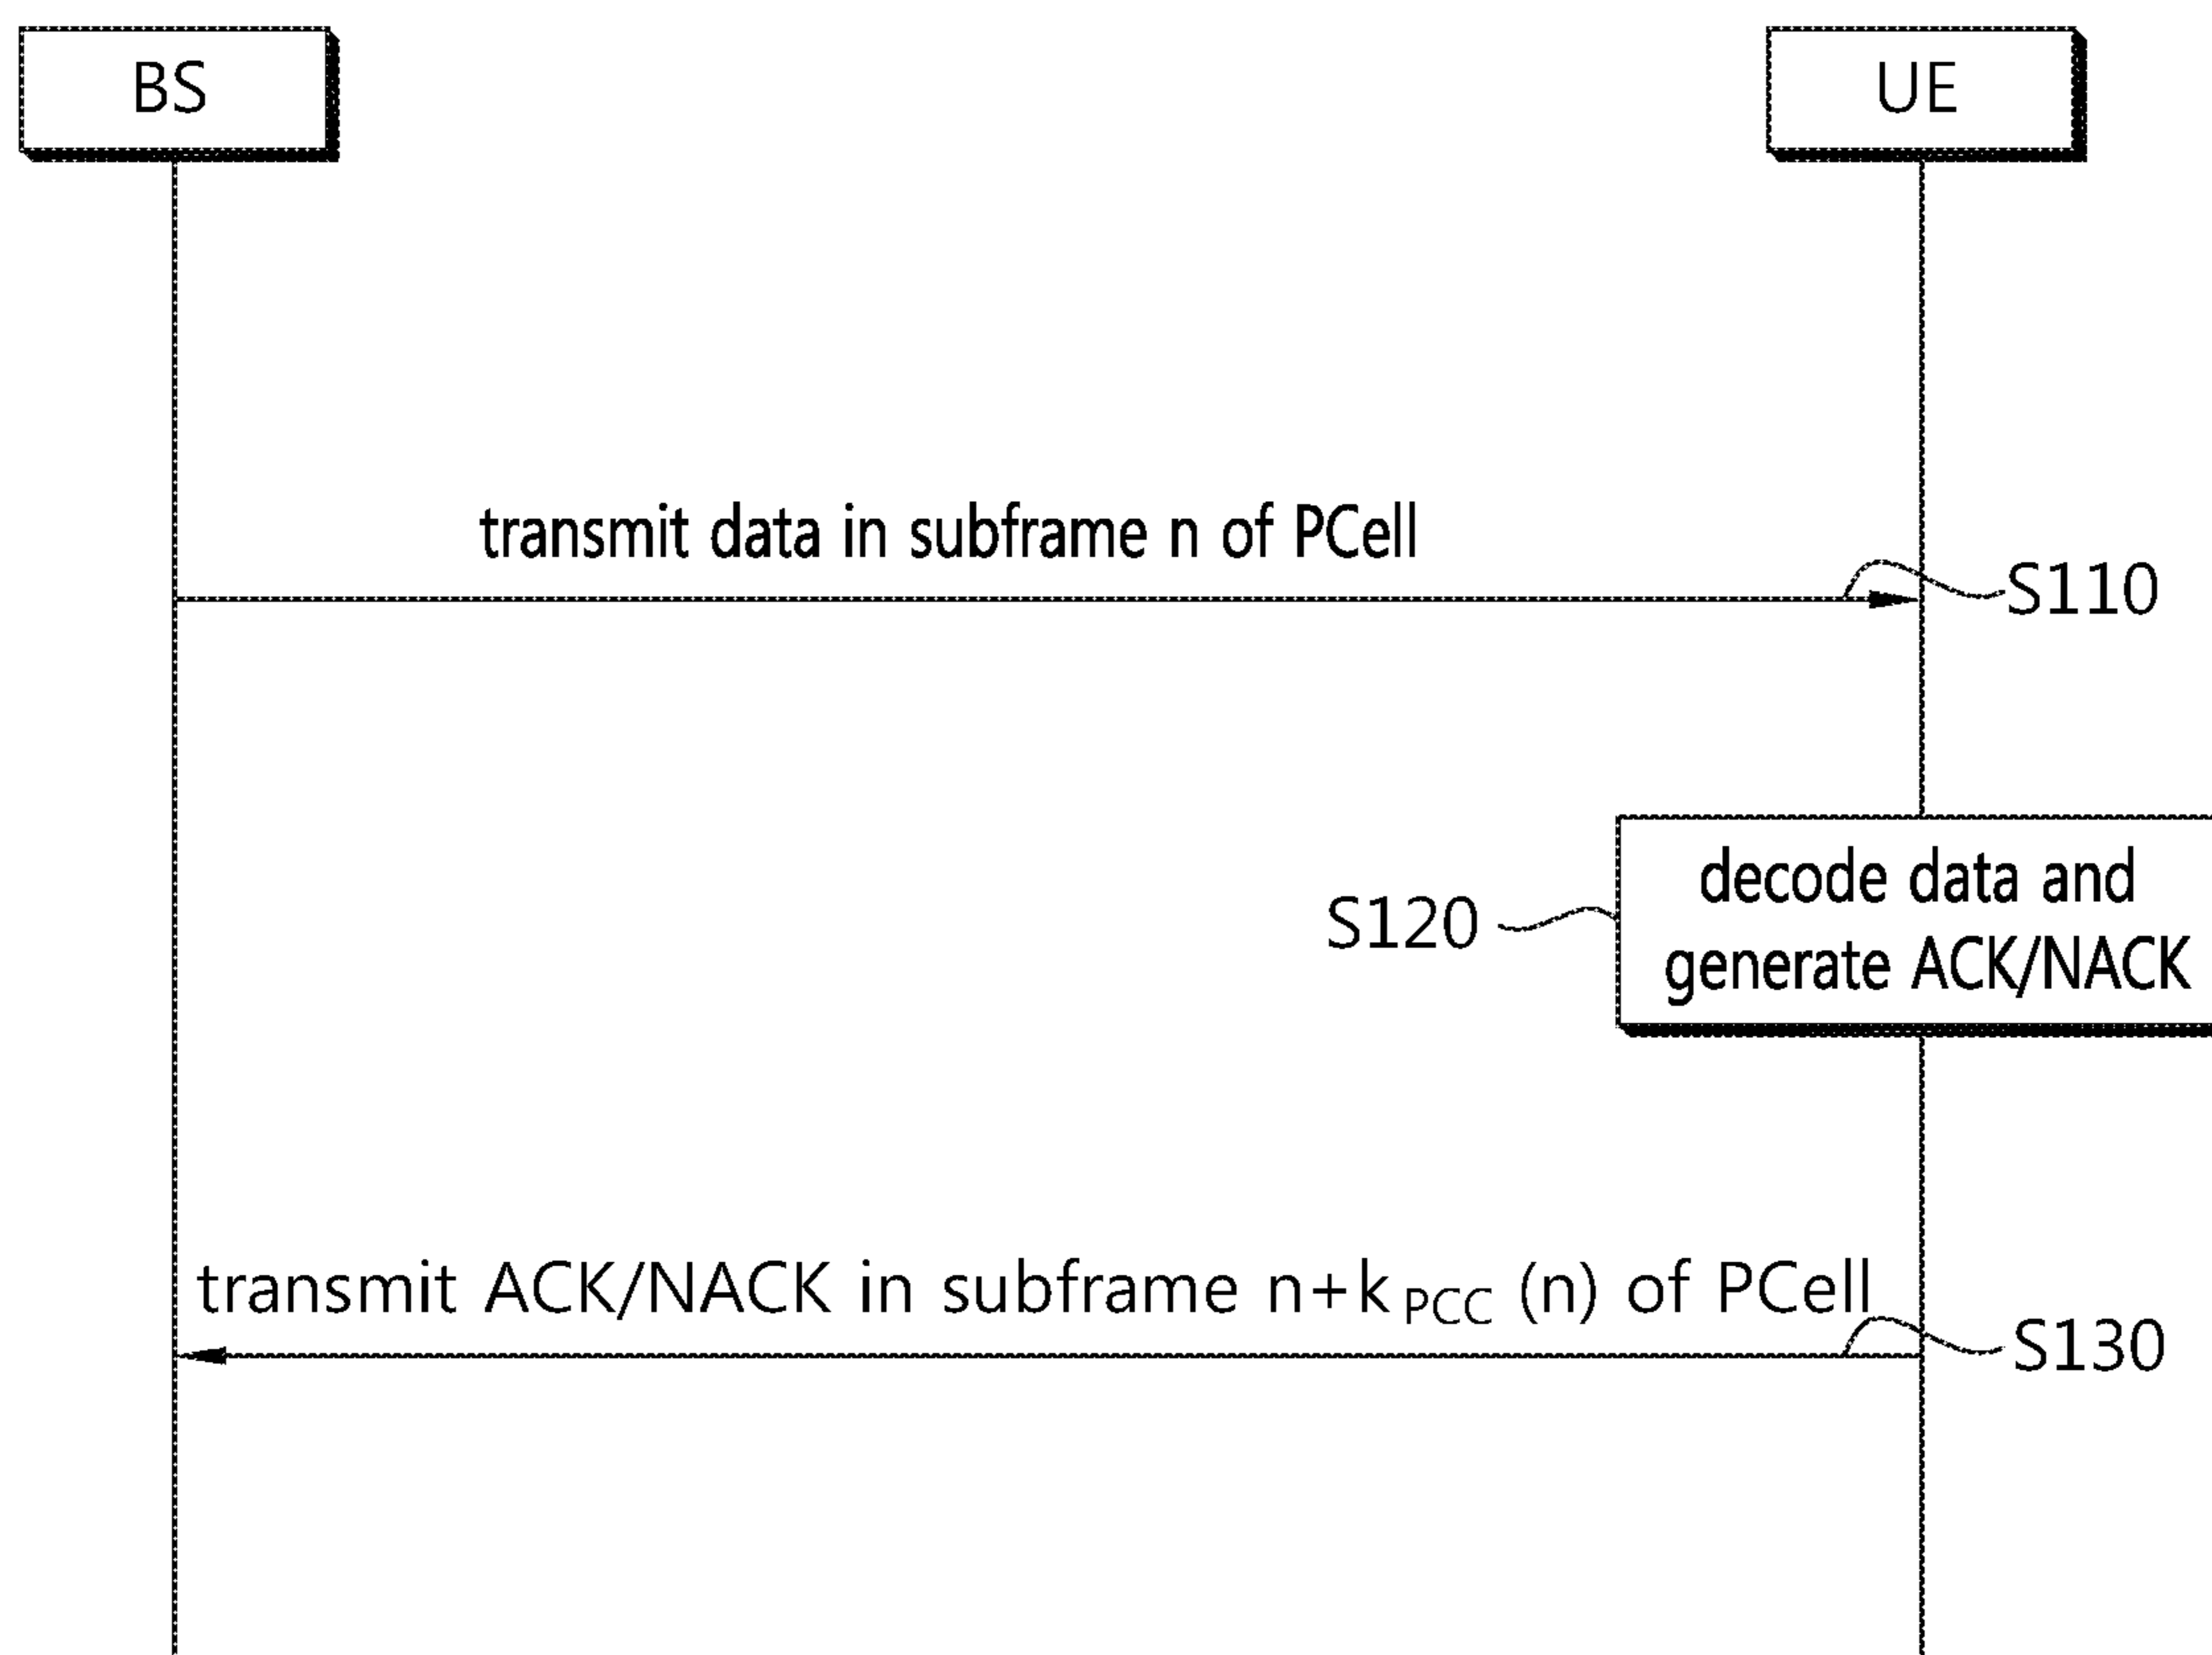 BS
UE
transmit data in subframe n of PCell
S110
decode data and
S120
generate ACK/NACK
transmit ACK/NACK in subframe n+k PCC (n) of PCell
S130